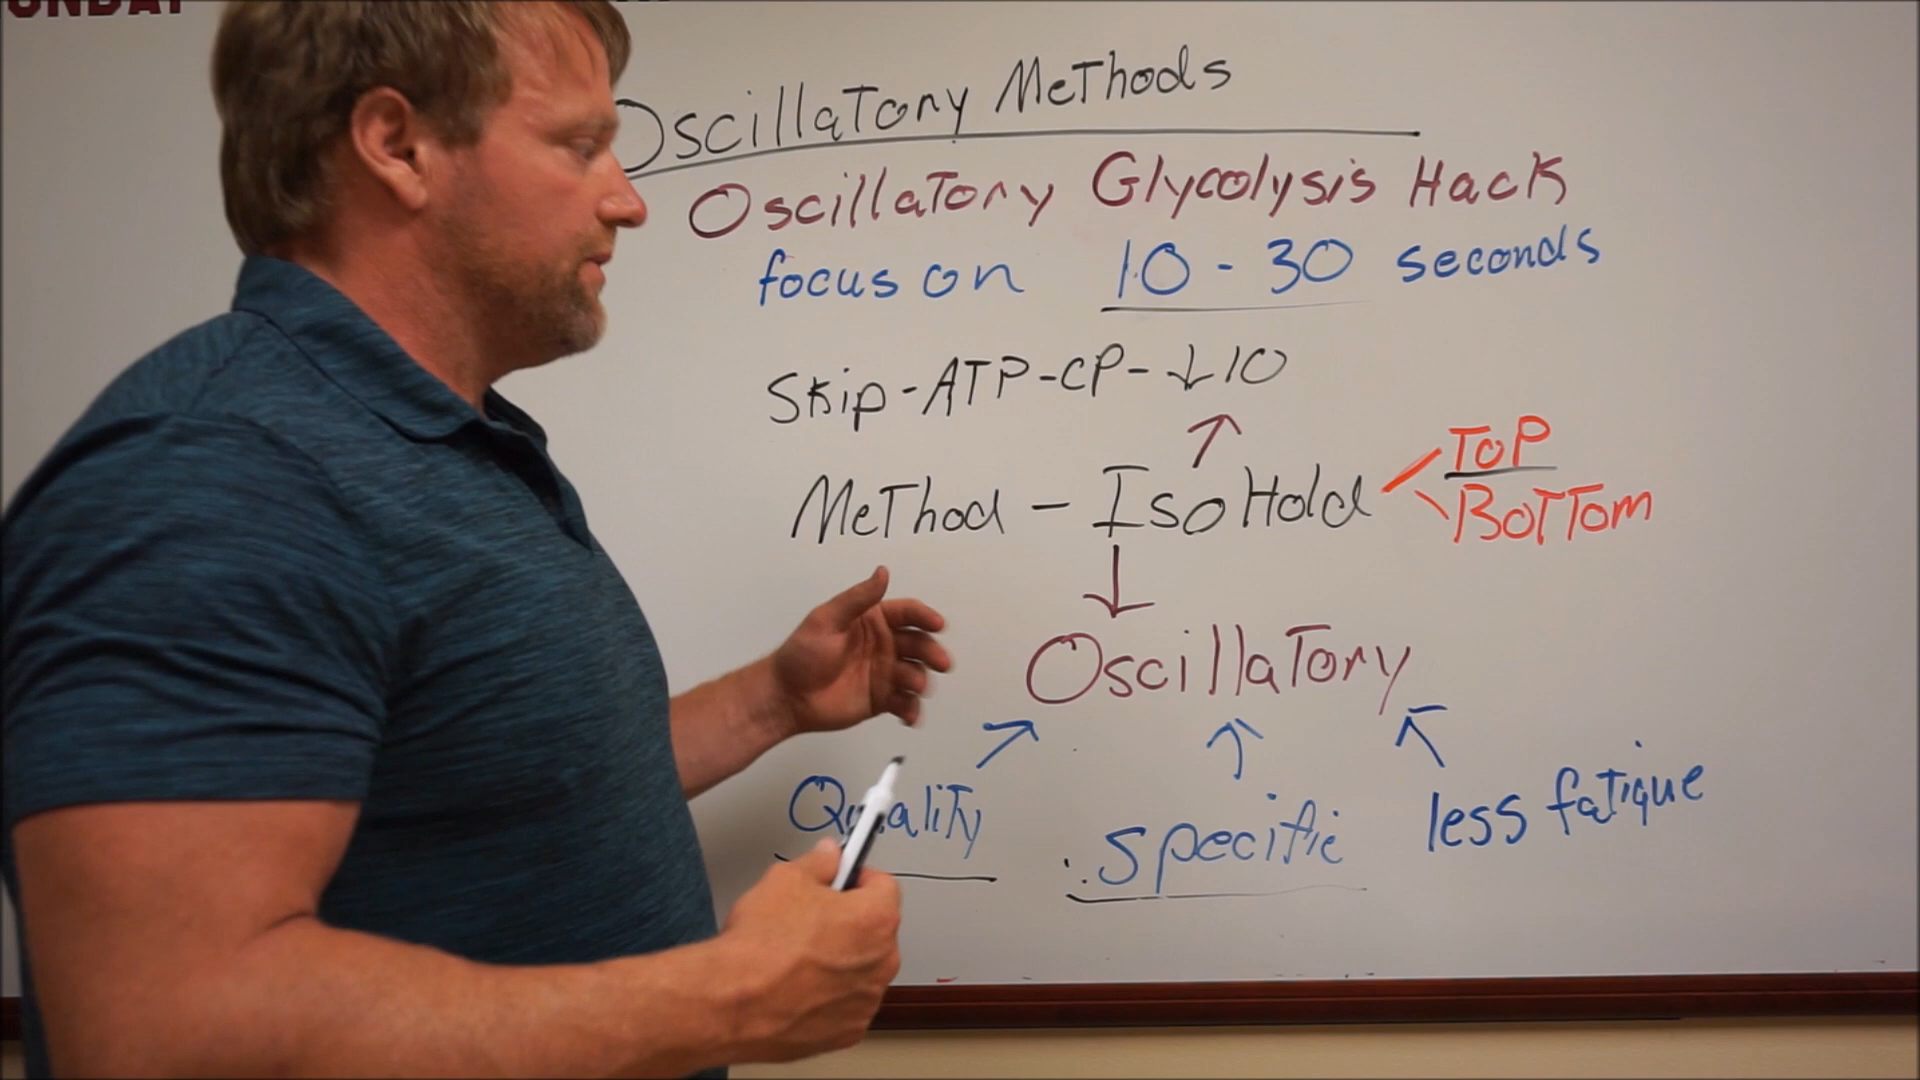 Oscillatory Methods
Oscillatory Glycolysis Hack
focus on 10 - 30 seconds
Skip-ATP-CP-↓10
Method - Iso Hold
TOP
BOTTOM
Oscillatory
Quality
specific
less fatigue